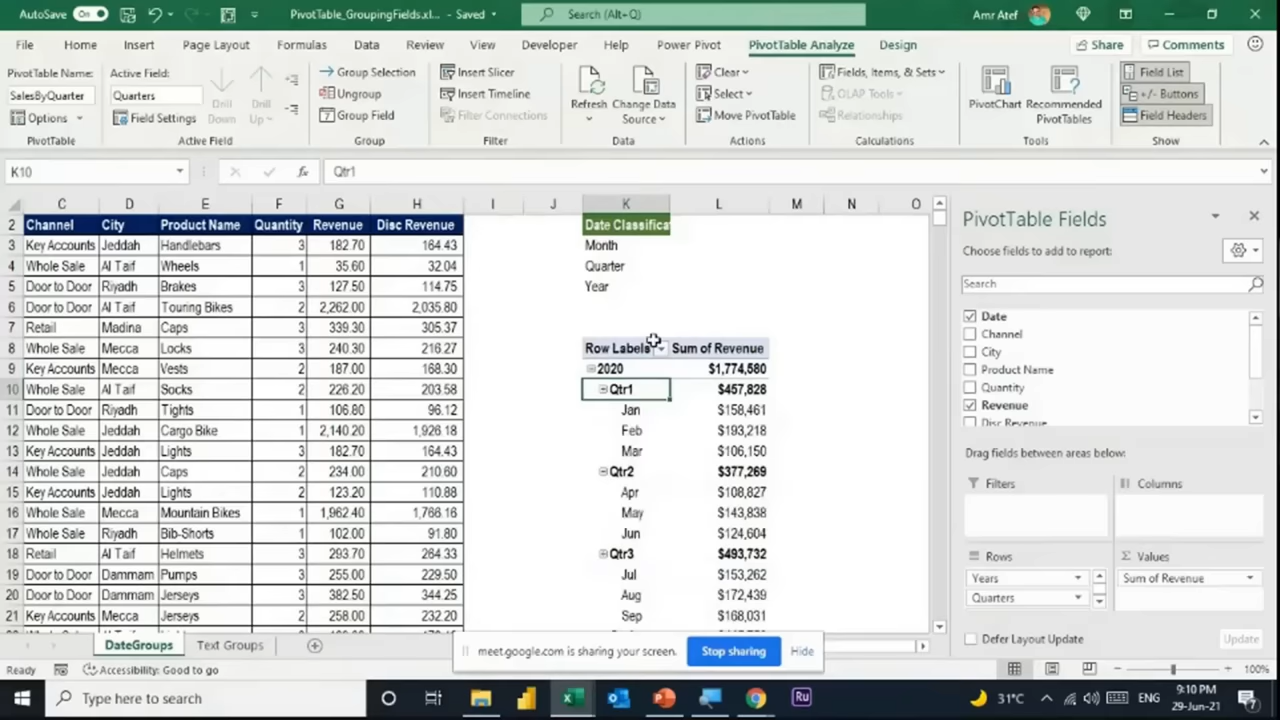 AutoSave On PivotTable_GroupingFields.xl... - Saved Search (Alt+Q) Amr Atef
File Home Insert Page Layout Formulas Data Review View Developer Help Power Pivot PivotTable Analyze Design Share Comments
PivotTable Name: Active Field: Group Selection Insert Slicer Clear Fields, Items, & Sets Field List
SalesByQuarter Quarters Drill Down Drill Up Ungroup Insert Timeline Refresh Change Data Source Select OLAP Tools PivotChart Recommended PivotTables +/- Buttons
Options Field Settings Group Field Filter Connections Move PivotTable Relationships Field Headers
PivotTable Active Field Group Filter Data Actions Calculations Tools Show
K10 fx Qtr1
C D E F G H I J K L M N O
2 Channel City Product Name Quantity Revenue Disc Revenue Date Classificat
3 Key Accounts Jeddah Handlebars 3 182.70 164.43 Month
4 Whole Sale Al Taif Wheels 1 35.60 32.04 Quarter
5 Door to Door Riyadh Brakes 3 127.50 114.75 Year
6 Door to Door Al Taif Touring Bikes 2 2,262.00 2,035.80
7 Retail Madina Caps 3 339.30 305.37
8 Whole Sale Mecca Locks 3 240.30 216.27 Row Labels Sum of Revenue
9 Key Accounts Mecca Vests 2 187.00 168.30 2020 $1,774,580
10 Whole Sale Al Taif Socks 2 226.20 203.58 Qtr1 $457,828
11 Door to Door Riyadh Tights 1 106.80 96.12 Jan $158,461
12 Whole Sale Jeddah Cargo Bike 1 2,140.20 1,926.18 Feb $193,218
13 Key Accounts Jeddah Lights 3 182.70 164.43 Mar $106,150
14 Whole Sale Jeddah Caps 2 234.00 210.60 Qtr2 $377,269
15 Key Accounts Jeddah Lights 2 123.20 110.88 Apr $108,827
16 Whole Sale Mecca Mountain Bikes 1 1,962.40 1,766.16 May $143,838
17 Whole Sale Riyadh Bib-Shorts 1 102.00 91.80 Jun $124,604
18 Retail Al Taif Helmets 3 293.70 264.33 Qtr3 $493,732
19 Door to Door Dammam Pumps 3 255.00 229.50 Jul $153,262
20 Door to Door Dammam Jerseys 3 382.50 344.25 Aug $172,439
21 Key Accounts Mecca Jerseys 3 258.00 232.20 Sep $168,031
PivotTable Fields
Choose fields to add to report:
Search
Date
Channel
City
Product Name
Quantity
Revenue
Disc Revenue
Drag fields between areas below:
Filters Columns
Rows Values
Years Sum of Revenue
Quarters
Defer Layout Update Update
DateGroups Text Groups
meet.google.com is sharing your screen. Stop sharing Hide
Ready Accessibility: Good to go 100%
Type here to search Ru 31°C ENG 9:10 PM
29-Jun-21 7